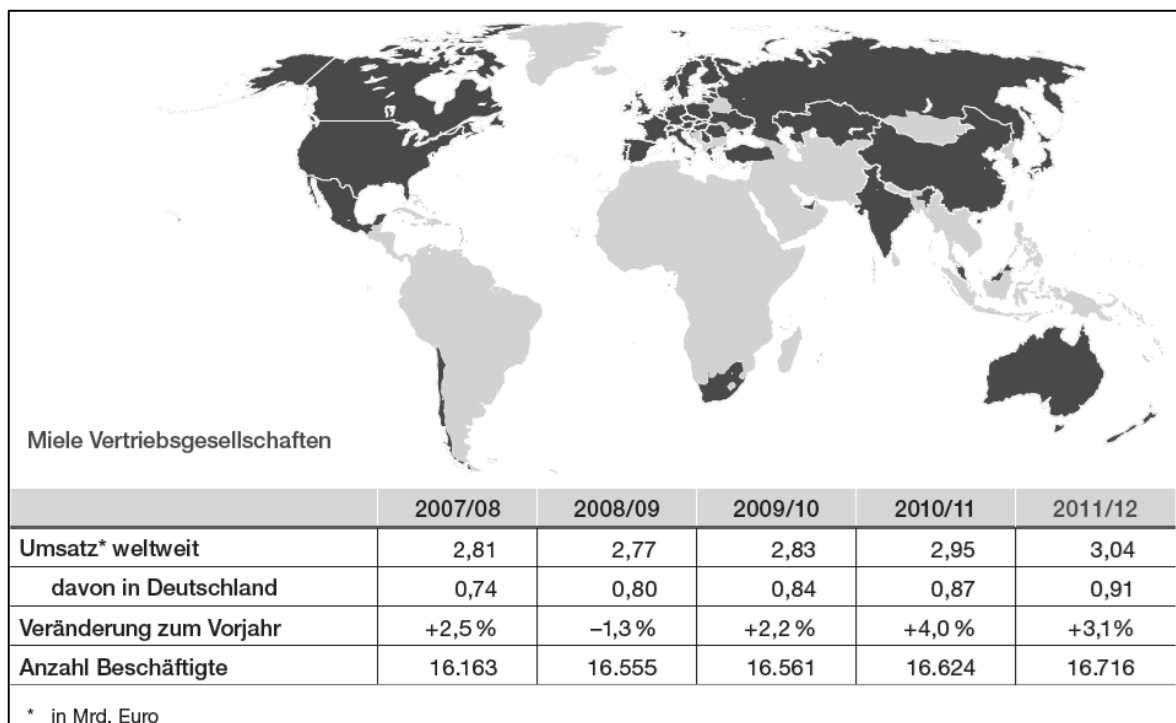 Miele Vertriebsgesellschaften
2007/08 2008/09 2009/10 2010/11 2011/12
Umsatz* weltweit 2,81 2,77 2,83 2,95 3,04
davon in Deutschland 0,74 0,80 0,84 0,87 0,91
Veränderung zum Vorjahr +2,5 % –1,3 % +2,2 % +4,0 % +3,1 %
Anzahl Beschäftigte 16.163 16.555 16.561 16.624 16.716
* in Mrd. Euro